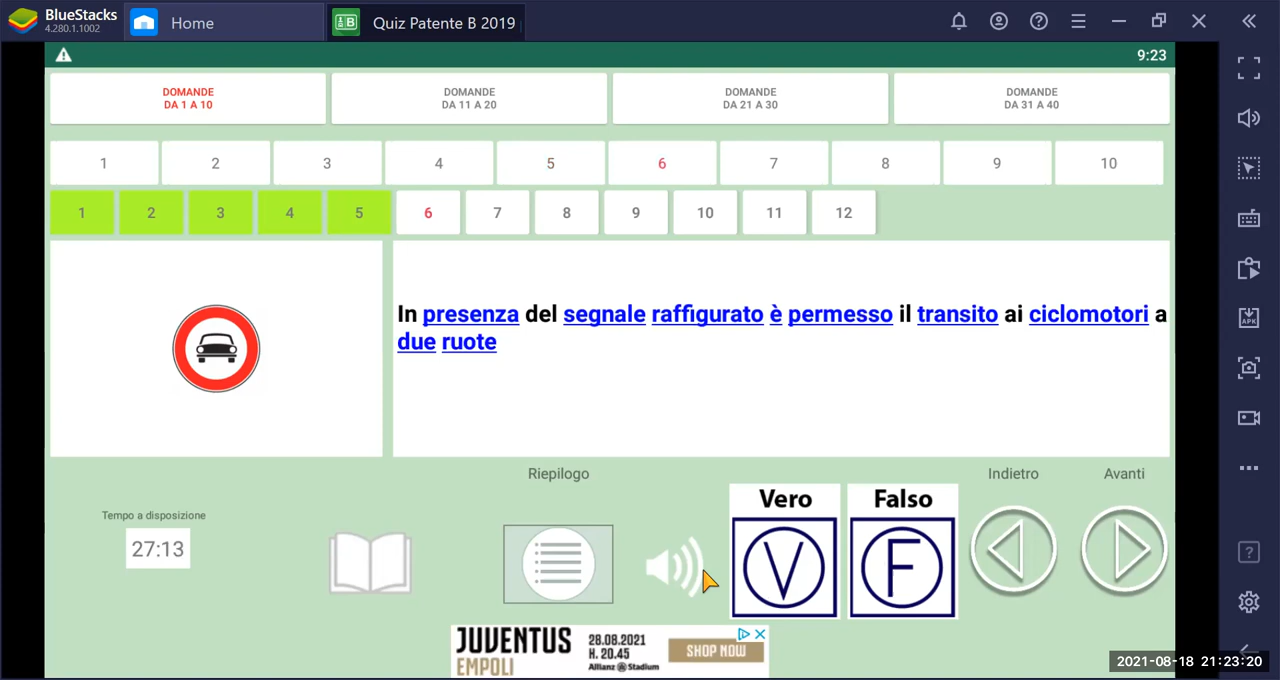 BlueStacks
4.280.1.1002
Home
Quiz Patente B 2019
9:23
DOMANDE
DA 1 A 10
DOMANDE
DA 11 A 20
DOMANDE
DA 21 A 30
DOMANDE
DA 31 A 40
1 2 3 4 5 6 7 8 9 10
1 2 3 4 5 6 7 8 9 10 11 12
In presenza del segnale raffigurato è permesso il transito ai ciclomotori a
due ruote
Riepilogo
Indietro
Avanti
Vero
Falso
V
F
Tempo a disposizione
27:13
JUVENTUS
EMPOLI
28.08.2021
H. 20.45
Allianz Stadium
SHOP NOW
2021-08-18 21:23:20